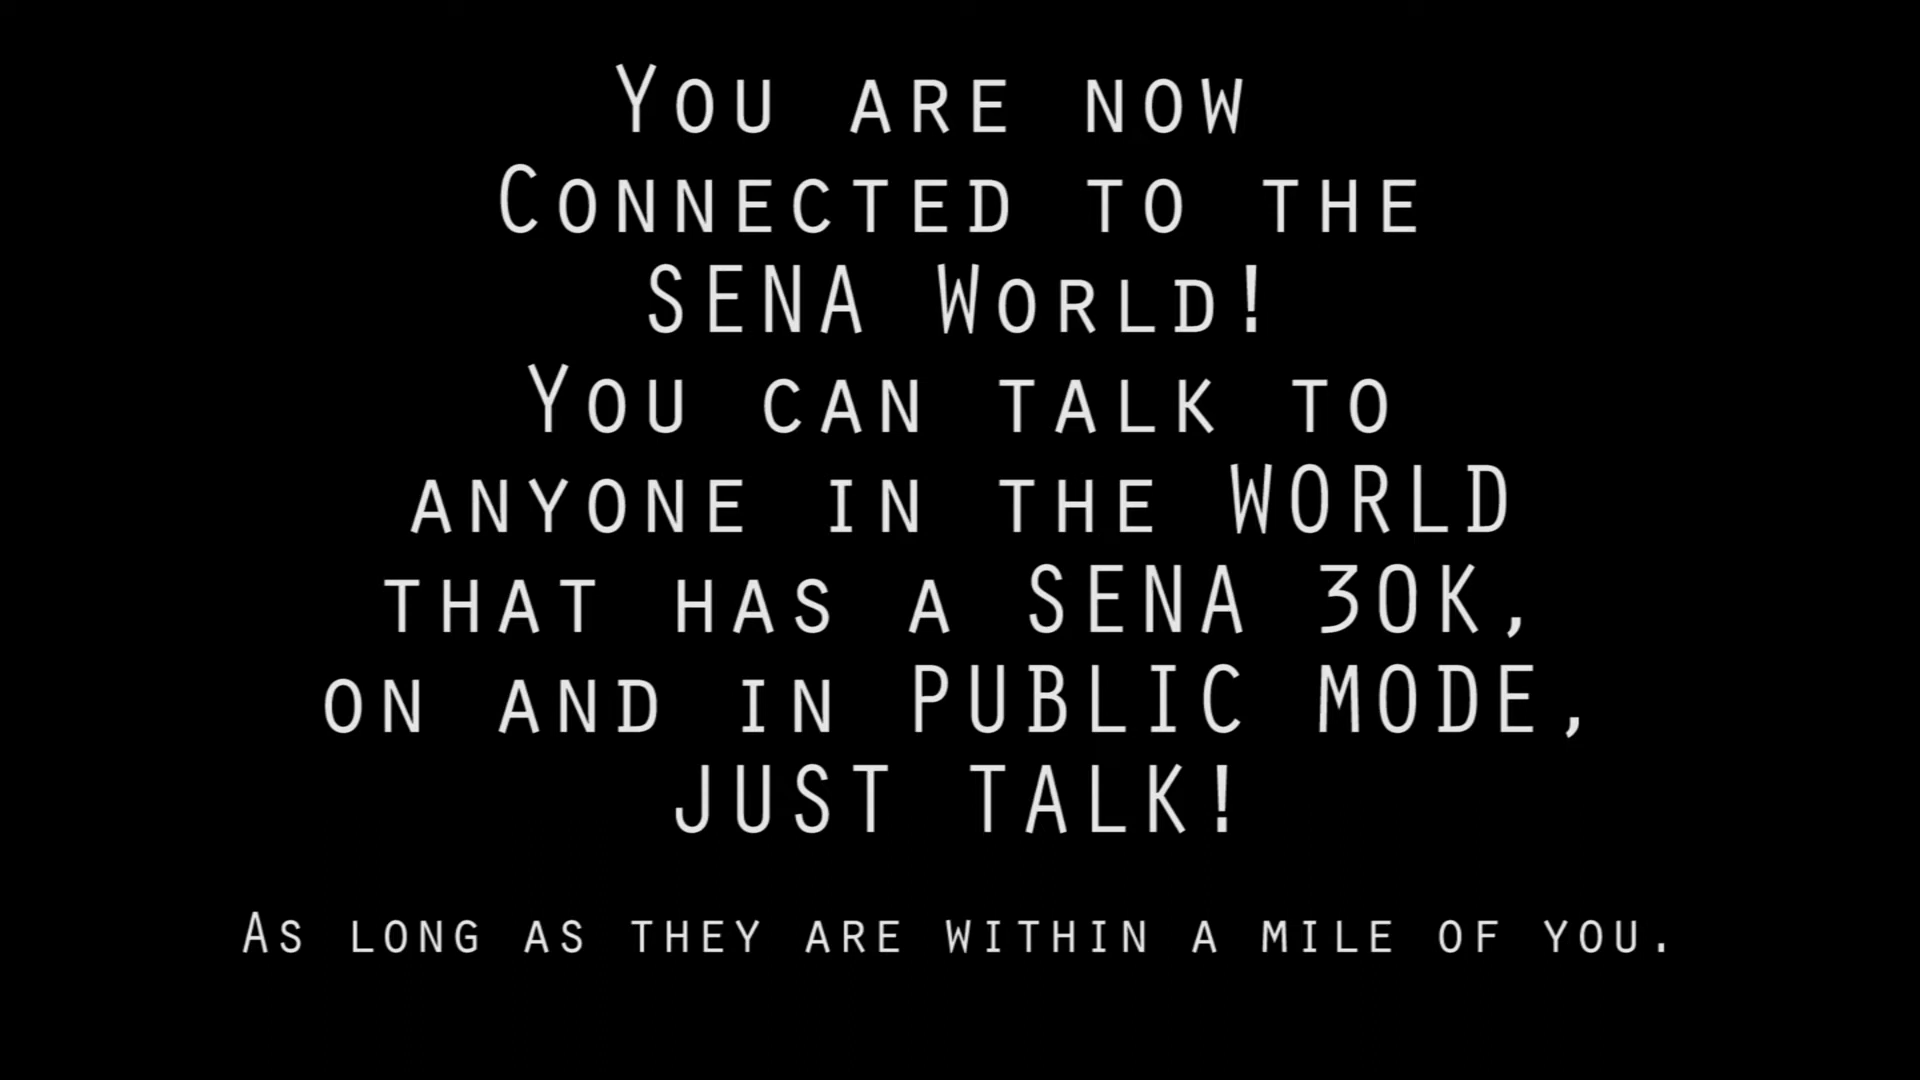 You are now
Connected to the
SENA World!
You can talk to
anyone in the WORLD
that has a SENA 30K,
on and in PUBLIC MODE,
JUST TALK!
As long as they are within a mile of you.